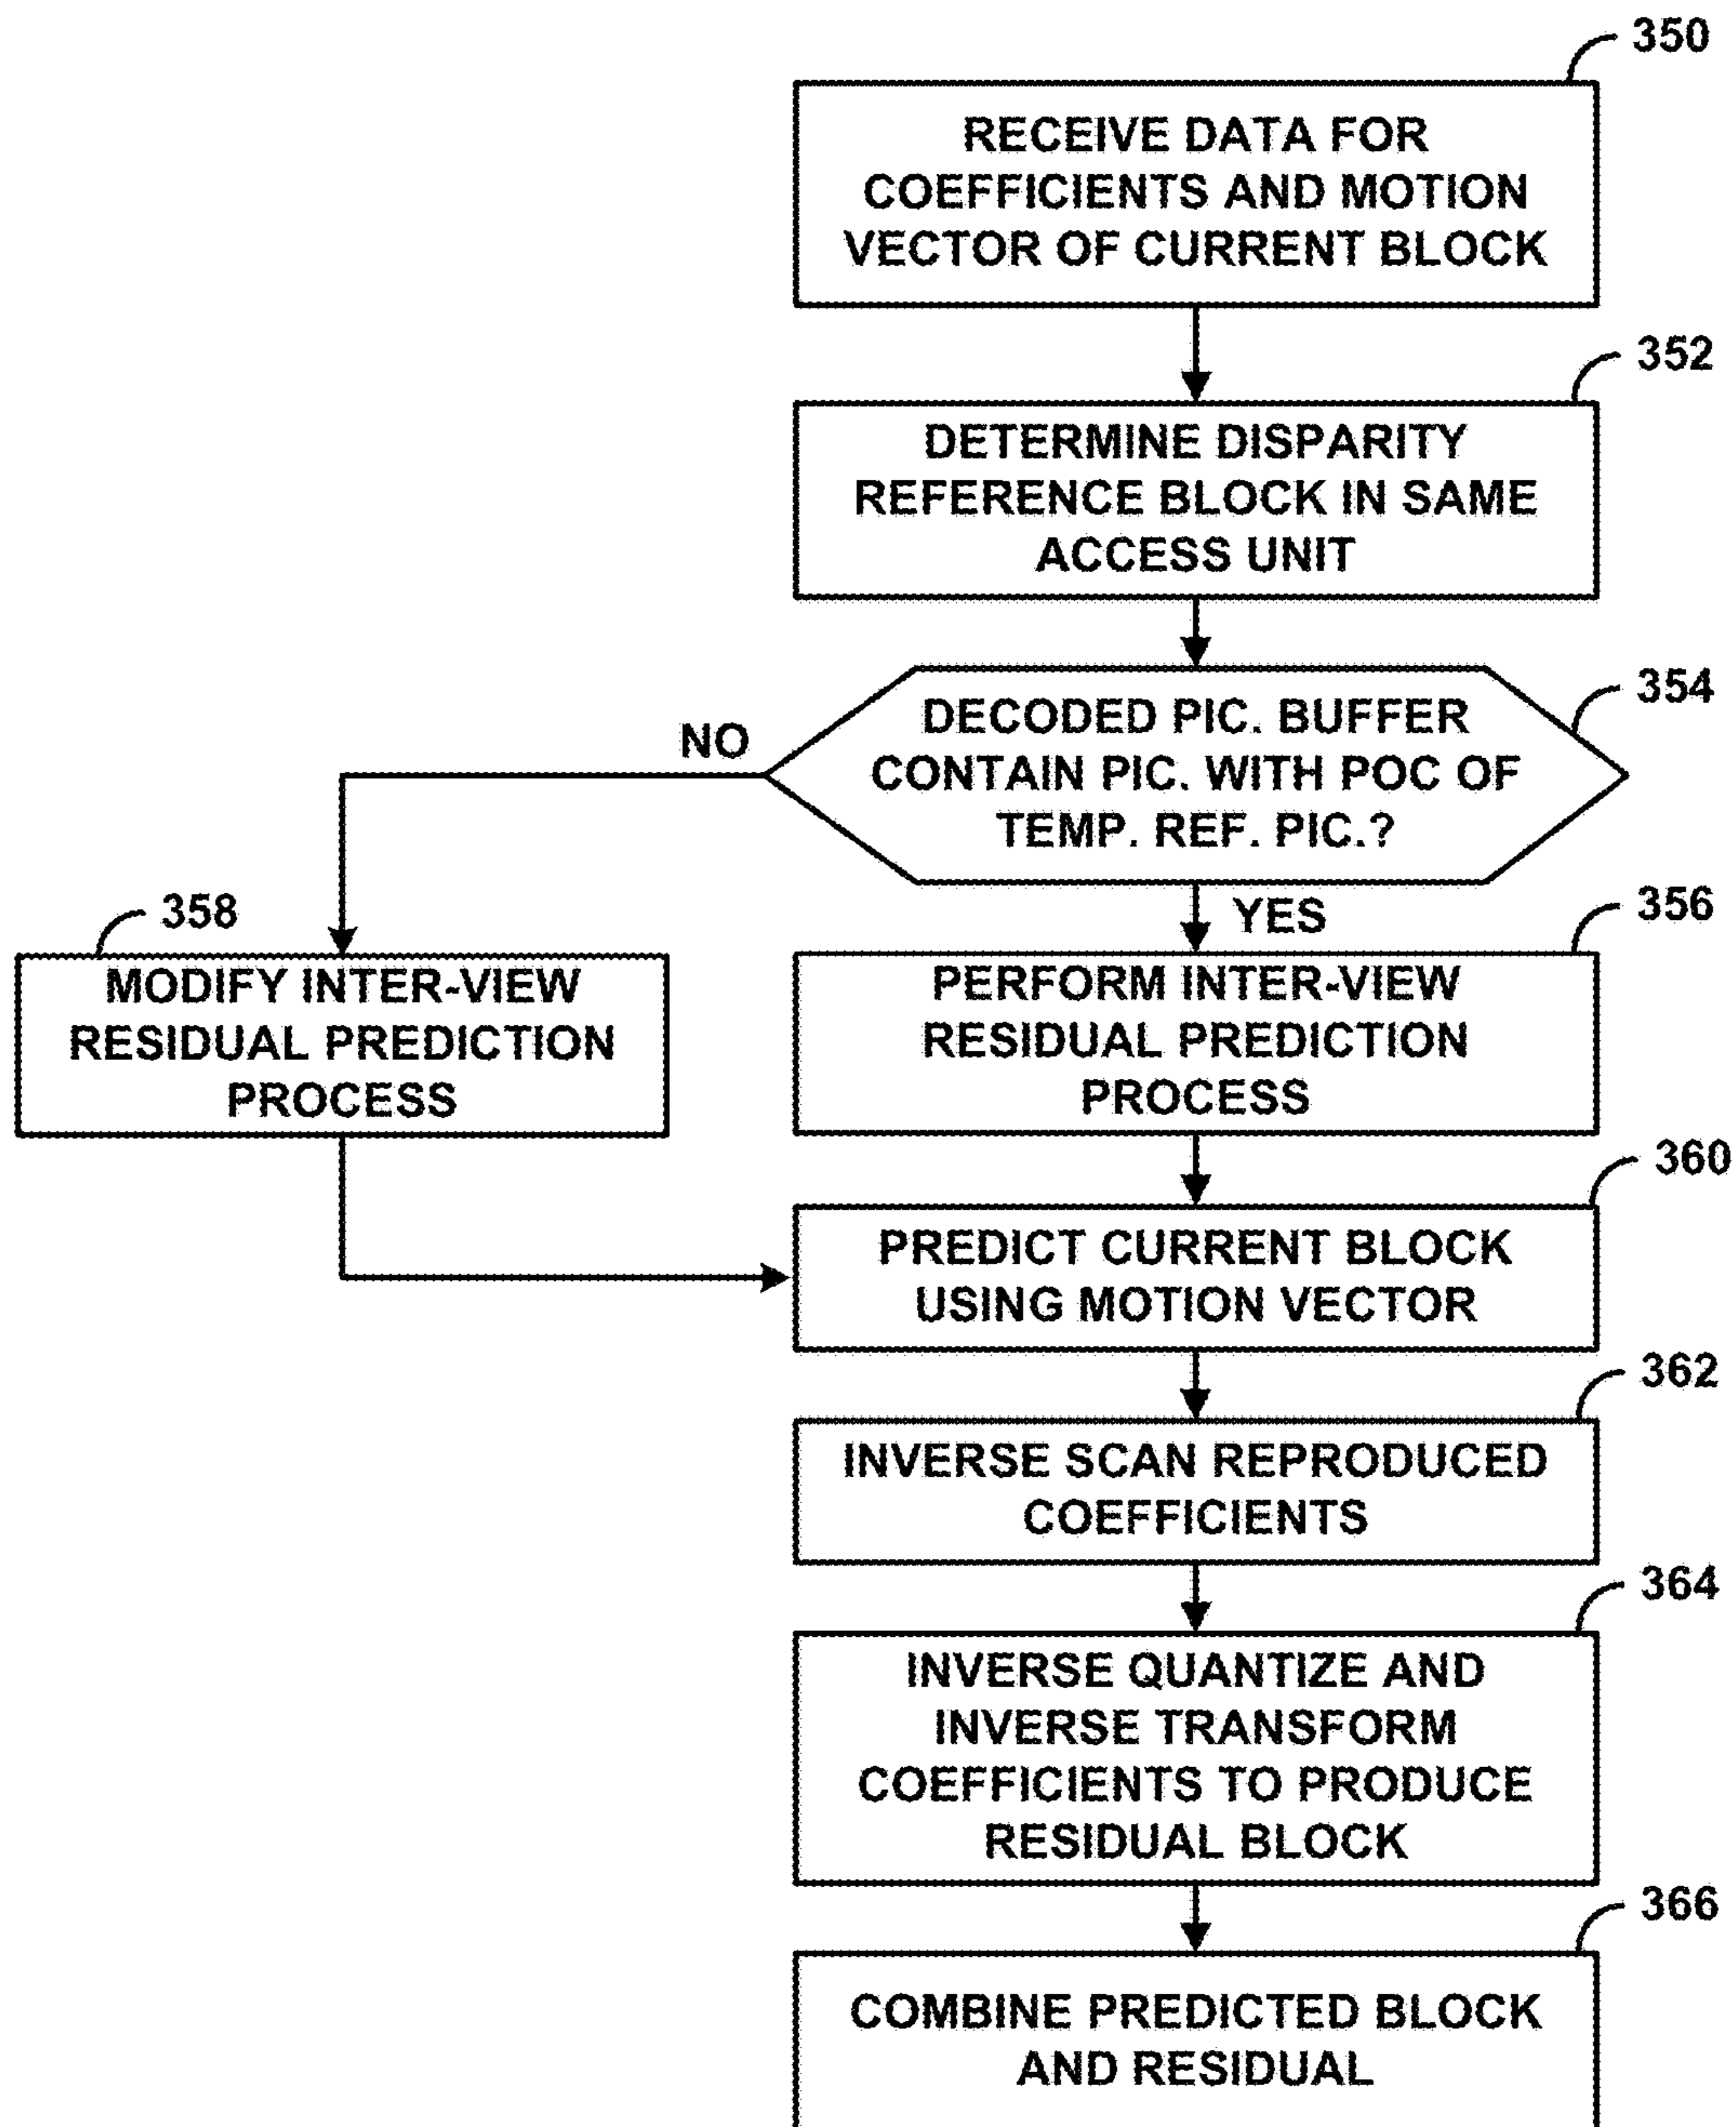 350
RECEIVE DATA FOR
COEFFICIENTS AND MOTION
VECTOR OF CURRENT BLOCK
352
DETERMINE DISPARITY
REFERENCE BLOCK IN SAME
ACCESS UNIT
354
DECODED PIC. BUFFER
CONTAIN PIC. WITH POC OF
TEMP. REF. PIC.?
NO
YES
358
MODIFY INTER-VIEW
RESIDUAL PREDICTION
PROCESS
356
PERFORM INTER-VIEW
RESIDUAL PREDICTION
PROCESS
360
PREDICT CURRENT BLOCK
USING MOTION VECTOR
362
INVERSE SCAN REPRODUCED
COEFFICIENTS
364
INVERSE QUANTIZE AND
INVERSE TRANSFORM
COEFFICIENTS TO PRODUCE
RESIDUAL BLOCK
366
COMBINE PREDICTED BLOCK
AND RESIDUAL